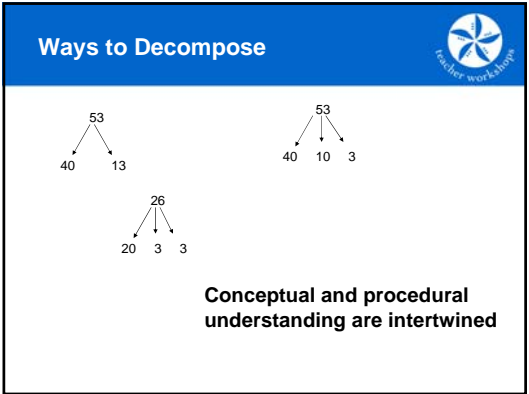 Ways to Decompose
teacher workshops
53
40 13
53
40 10 3
26
20 3 3
Conceptual and procedural
understanding are intertwined